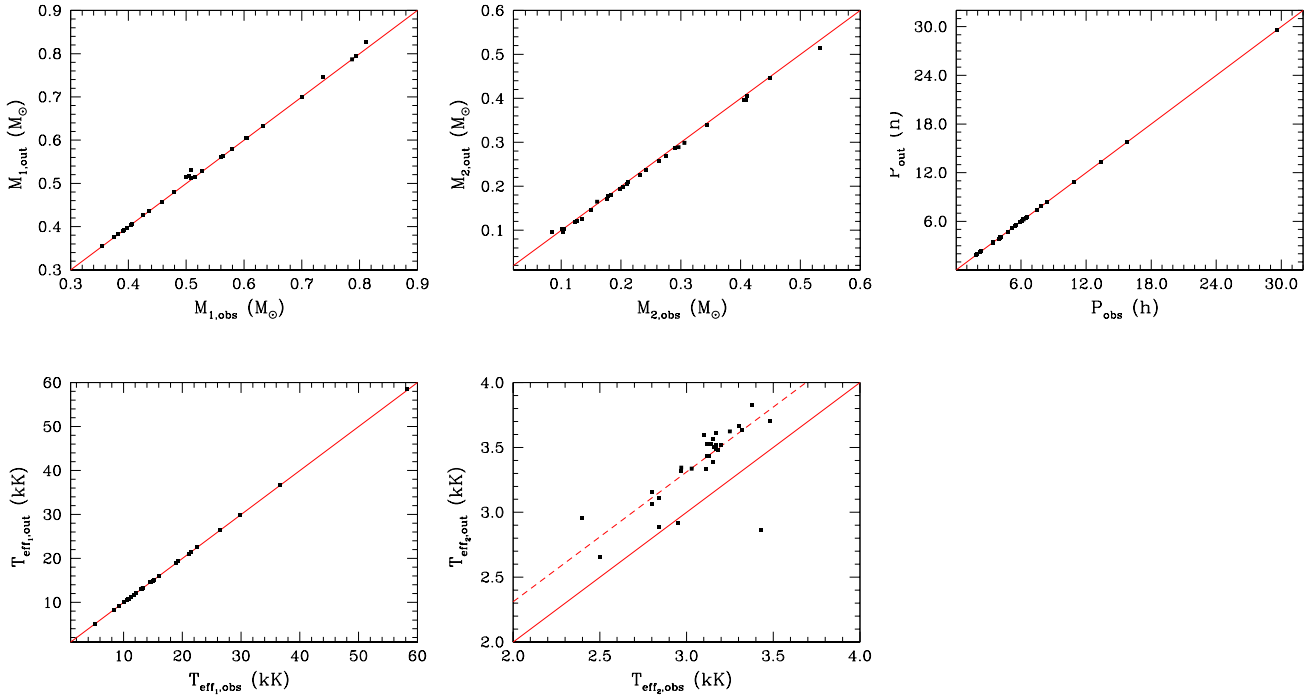 0.9
0.8
0.7
0.6
0.5
0.4
0.3
0.3 0.4 0.5 0.6 0.7 0.8 0.9
M1,out (M⊙)
M1,obs (M⊙)
0.6
0.5
0.4
0.3
0.2
0.1
0.1 0.2 0.3 0.4 0.5 0.6
M2,out (M⊙)
M2,obs (M⊙)
30.0
24.0
18.0
12.0
6.0
6.0 12.0 18.0 24.0 30.0
Pout (h)
Pobs (h)
60
50
40
30
20
10
10 20 30 40 50 60
Teff1,out (kK)
Teff1,obs (kK)
4.0
3.5
3.0
2.5
2.0
2.0 2.5 3.0 3.5 4.0
Teff2,out (kK)
Teff2,obs (kK)